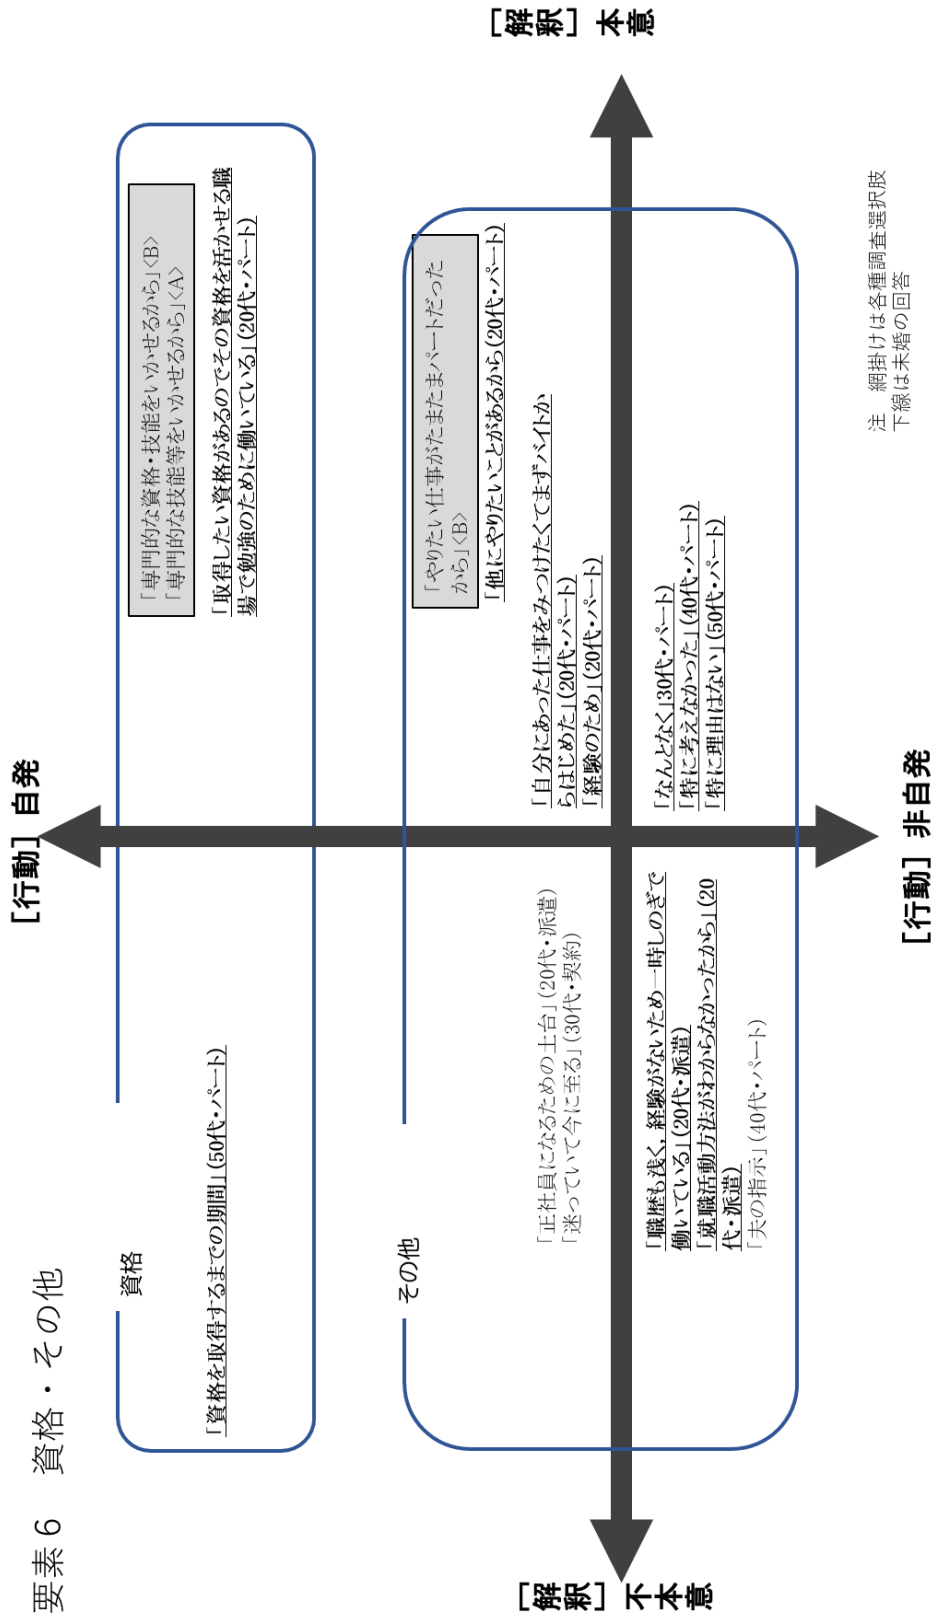 要素6　資格・その他
［行動］自発
資格
「専門的な資格・技能をいかせるから」<B>
「専門的な技能等をいかせるから」<A>
「資格を取得するまでの期間」(50代・パート)
「取得したい資格があるのでその資格を活かせる職
場で勉強のために働いている」(20代・パート)
その他
「やりたい仕事がたまたまパートだった
から」<B>
「他にやりたいことがあるから(20代・パート)
「正社員になるための土台」(20代・派遣)
「迷っていて今に至る」(30代・契約)
「自分にあった仕事をみつけたくてまずバイトか
らはじめた」(20代・パート)
「経験のため」(20代・パート)
［解釈］不本意
［解釈］本意
「職歴も浅く，経験がないため一時しのぎで
働いている」(20代・派遣)
「就職活動方法がわからなかったから」(20
代・派遣)
「夫の指示」(40代・パート)
「なんとなく」30代・パート)
「特に考えなかった」(40代・パート)
「特に理由はない」(50代・パート)
［行動］非自発
注　網掛けは各種調査選択肢
下線は未婚の回答